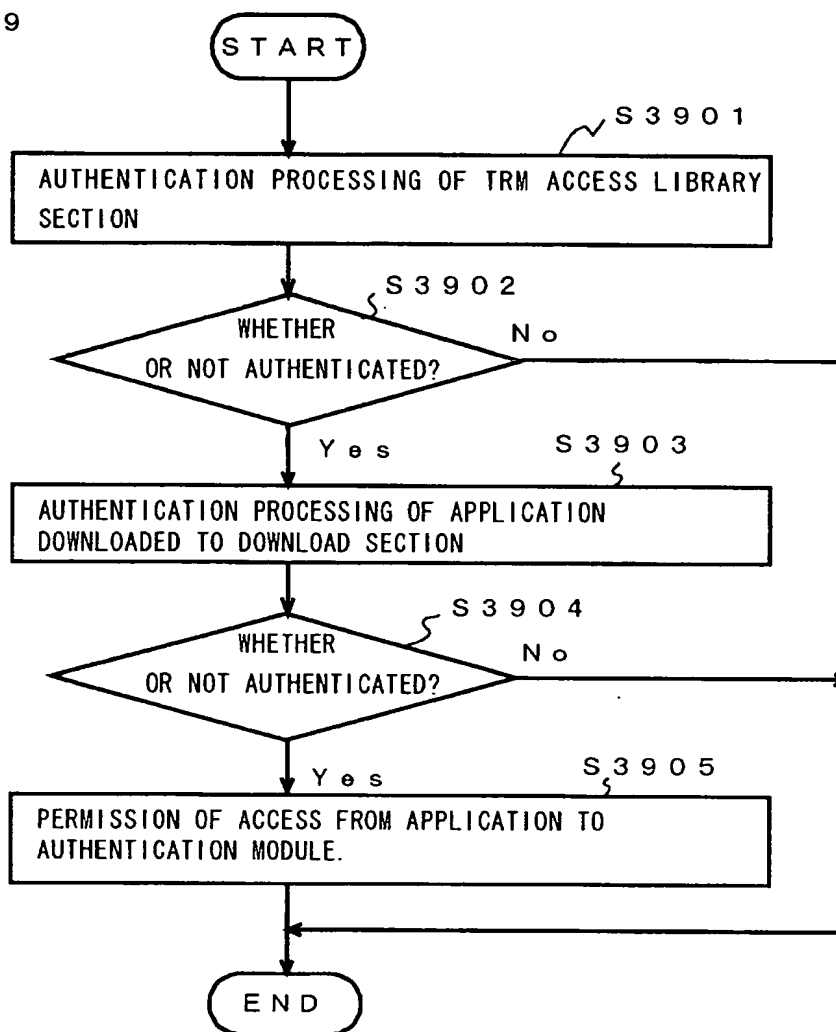 9
START
S3901
AUTHENTICATION PROCESSING OF TRM ACCESS LIBRARY
SECTION
S3902
WHETHER
OR NOT AUTHENTICATED?
No
Yes
S3903
AUTHENTICATION PROCESSING OF APPLICATION
DOWNLOADED TO DOWNLOAD SECTION
S3904
WHETHER
OR NOT AUTHENTICATED?
No
Yes
S3905
PERMISSION OF ACCESS FROM APPLICATION TO
AUTHENTICATION MODULE.
END